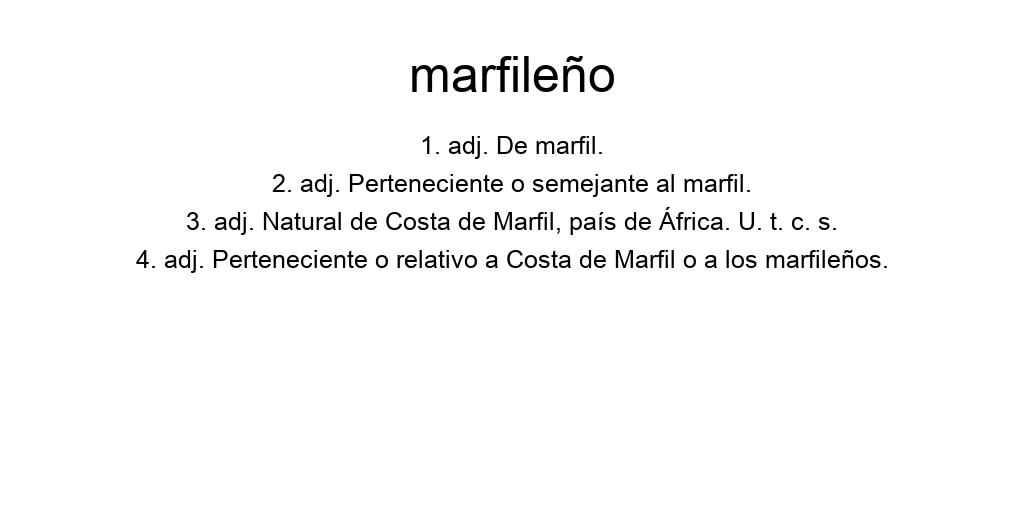 marfileño
1. adj. De marfil.
2. adj. Perteneciente o semejante al marfil.
3. adj. Natural de Costa de Marfil, país de África. U. t. c. s.
4. adj. Perteneciente o relativo a Costa de Marfil o a los marfileños.